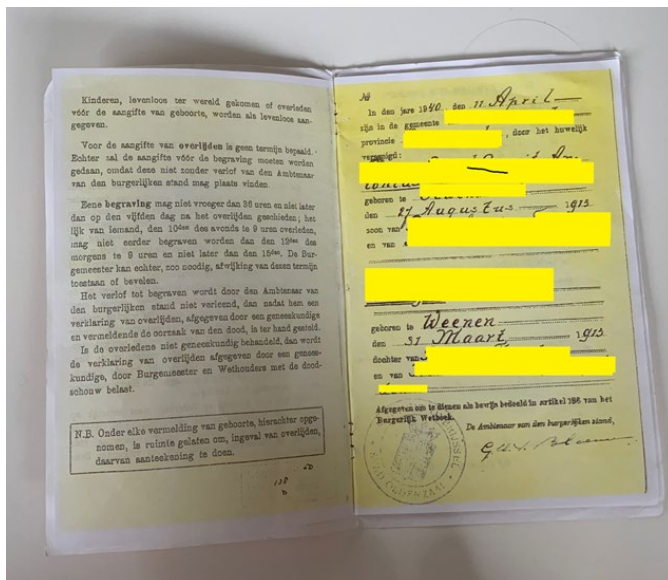 Kinderen, levenloos ter wereld gekomen of overleden
vóór de aangifte van geboorte, worden als levenloos aan-
gegeven.
Voor de aangifte van overlijden is geen termijn bepaald.
Echter zal de aangifte vóór de begraving moeten worden
gedaan, omdat deze niet zonder verlof van den Ambtenaar
van den burgerlijken stand mag plaats vinden.
Eene begraving mag niet vroeger dan 36 uren en niet later
dan op den vijfden dag na het overlijden geschieden; het
lijk van iemand, den 10den des avonds te 9 uren overleden,
mag niet eerder begraven worden dan den 12den des
morgens te 9 uren en niet later dan den 15den. De Bur-
gemeester kan echter, zoo noodig, afwijking van dezen termijn
toestaan of bevelen.
Het verlof tot begraven wordt door den Ambtenaar van
den burgerlijken stand niet verleend, dan nadat hem eene
verklaring van overlijden, afgegeven door een geneeskundige
en vermeldende de oorzaak van den dood, is ter hand gesteld.
Is de overledene niet geneeskundig behandeld, dan wordt
de verklaring van overlijden afgegeven door een genees-
kundige, door Burgemeester en Wethouders met de dood-
schouw belast.
N.B. Onder elke vermelding van geboorte, hierachter opge-
nomen, is ruimte gelaten om, ingeval van overlijden,
daarvan aanteekening te doen.
No
In den jare 1940 den 11 April
zijn in de gemeente
provincie , door het huwelijk
vereenigd:
geboren te
den 27 Augustus 1913
zoon van
en van
geboren te Weenen
den 31 Maart 1913
dochter van
en van
Afgegeven om te dienen als bewijs bedoeld in artikel 136 van het
Burgerlijk Wetboek.
De Ambtenaar van den burgerlijken stand,
STAD OLDENZAAL